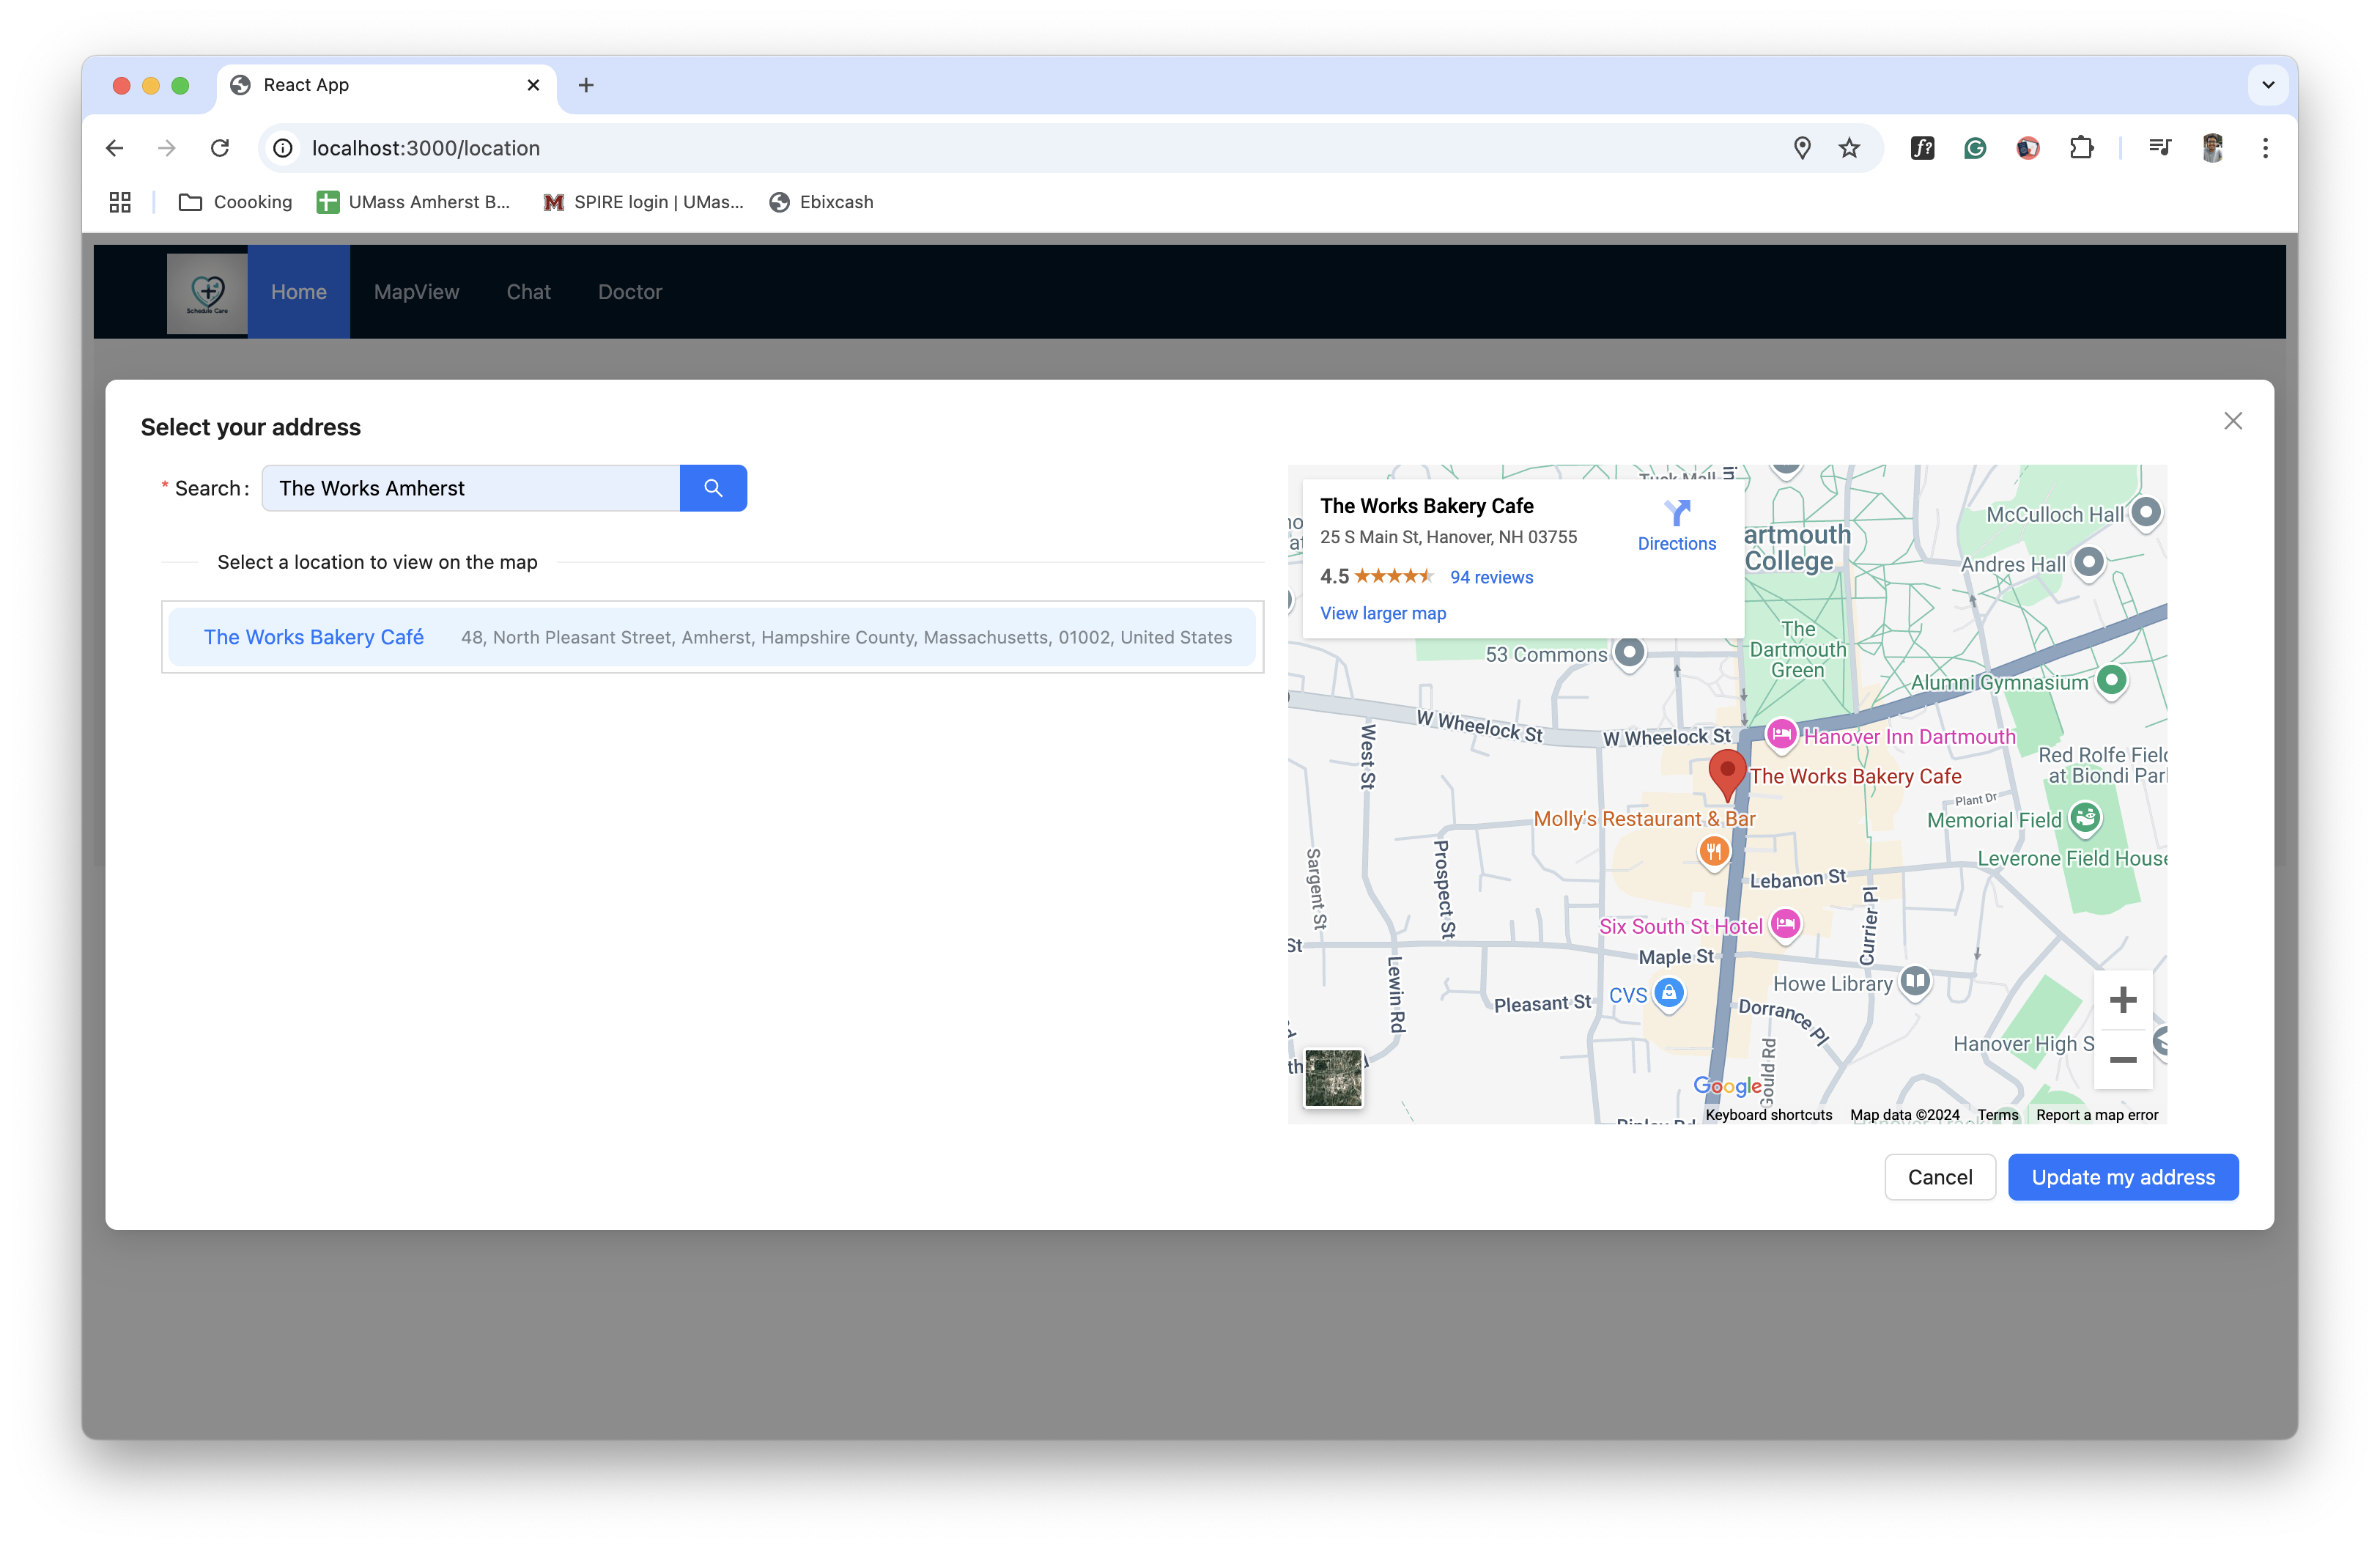 React App
localhost:3000/location
Coooking
UMass Amherst B...
SPIRE login | UMas...
Ebixcash
Schedule Care
Home
MapView
Chat
Doctor
Select your address
* Search :
The Works Amherst
Select a location to view on the map
The Works Bakery Café
48, North Pleasant Street, Amherst, Hampshire County, Massachusetts, 01002, United States
The Works Bakery Cafe
25 S Main St, Hanover, NH 03755
Directions
4.5
94 reviews
View larger map
Tuck Mall
artmouth
College
McCulloch Hall
Andres Hall
The
Dartmouth
Green
53 Commons
Alumni Gymnasium
W Wheelock St
W Wheelock St
Hanover Inn Dartmouth
West St
Red Rolfe Field
at Biondi Park
The Works Bakery Cafe
Plant Dr
Molly's Restaurant & Bar
Memorial Field
Leverone Field House
Sargent St
Prospect St
Lebanon St
Currier Pl
Six South St Hotel
St
Maple St
Lewin Rd
Howe Library
CVS
Pleasant St
Dorrance Pl
Hanover High S
Gould Rd
Google
Ripley Rd
Keyboard shortcuts
Map data ©2024
Terms
Report a map error
Cancel
Update my address